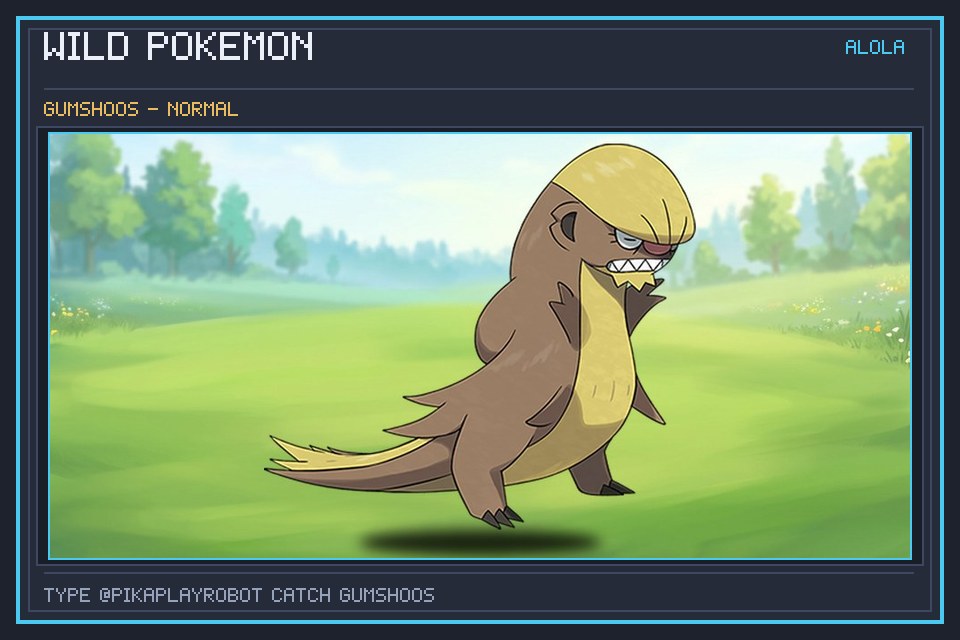 WILD POKEMON
ALOLA
GUMSHOOS - NORMAL
TYPE @PIKAPLAYROBOT CATCH GUMSHOOS